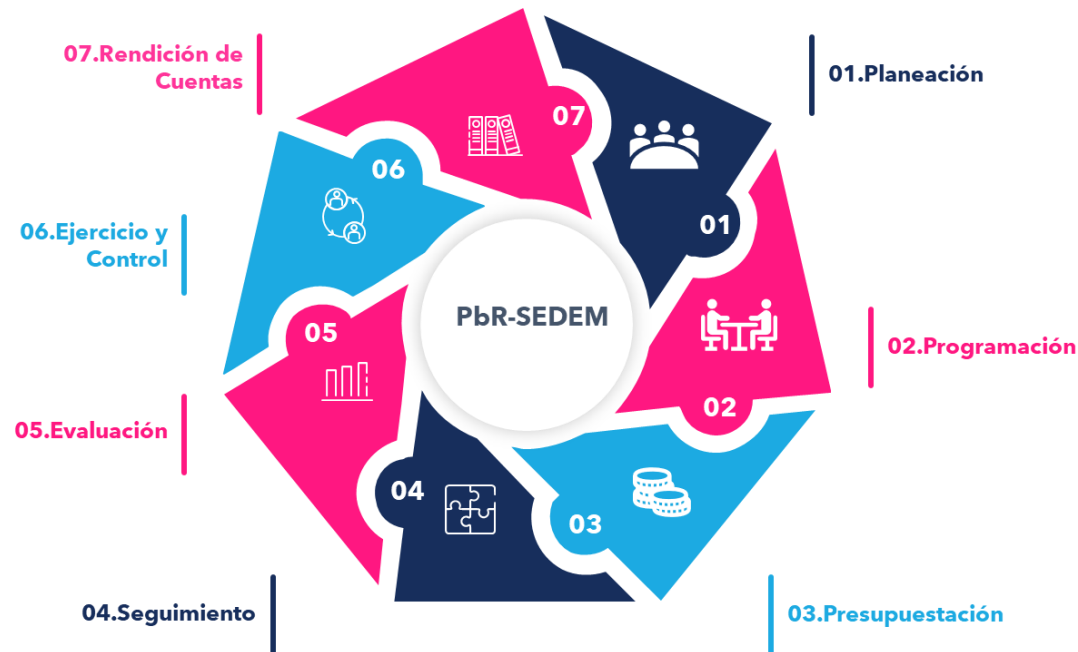 07.Rendición de
Cuentas
01.Planeación
07
06
01
06.Ejercicio y
Control
PbR-SEDEM
05
02.Programación
02
05.Evaluación
04
03
04.Seguimiento
03.Presupuestación